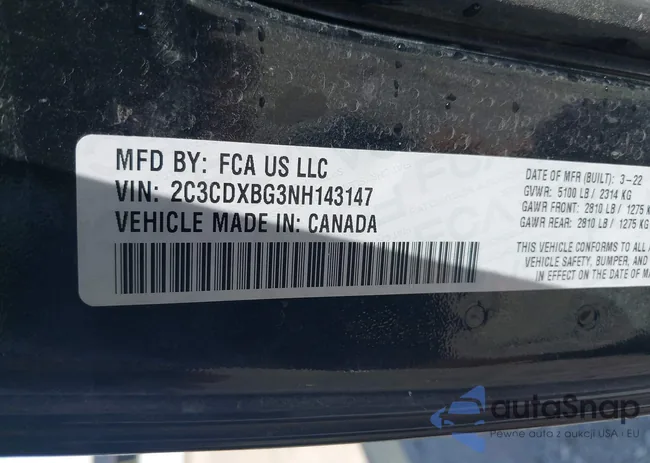 MFD BY: FCA US LLC
VIN: 2C3CDXBG3NH143147
VEHICLE MADE IN: CANADA
DATE OF MFR (BUILT): 3-22
GVWR: 5100 LB / 2314 KG
GAWR FRONT: 2810 LB / 1275 KG
GAWR REAR: 2810 LB / 1275 KG
THIS VEHICLE CONFORMS TO ALL
VEHICLE SAFETY, BUMPER, AND
IN EFFECT ON THE DATE OF
autaSnap
Pewne auto z aukcji USA i EU